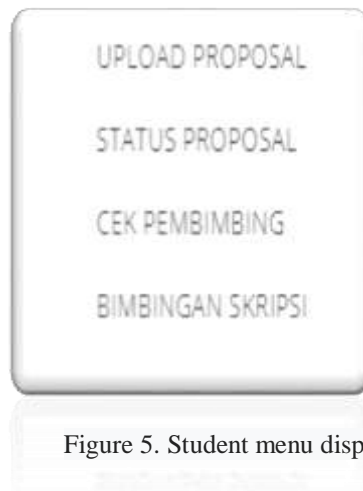 UPLOAD PROPOSAL
STATUS PROPOSAL
CEK PEMBIMBING
BIMBINGAN SKRIPSI
Figure 5. Student menu disp